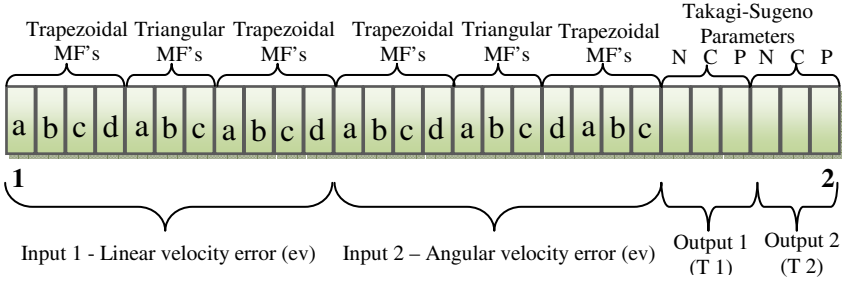 Takagi-Sugeno
Parameters
Trapezoidal MF's Triangular MF's Trapezoidal MF's Trapezoidal MF's Triangular MF's Trapezoidal MF's N C P N C P
a b c d a b c a b c d a b c d a b c d a b c
1 2
Input 1 - Linear velocity error (ev) Input 2 – Angular velocity error (ev) Output 1 (T 1) Output 2 (T 2)